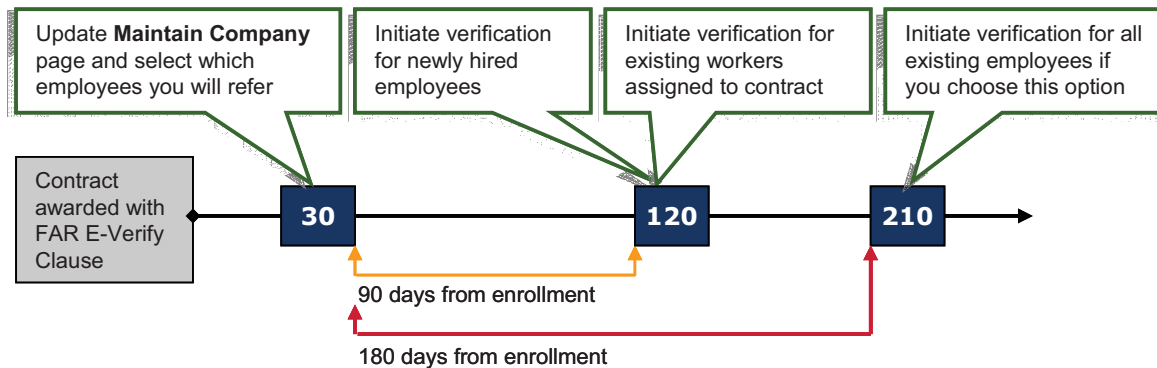 Update Maintain Company
page and select which
employees you will refer
Initiate verification
for newly hired
employees
Initiate verification for
existing workers
assigned to contract
Initiate verification for all
existing employees if
you choose this option
Contract
awarded with
FAR E-Verify
Clause
30
120
210
90 days from enrollment
180 days from enrollment